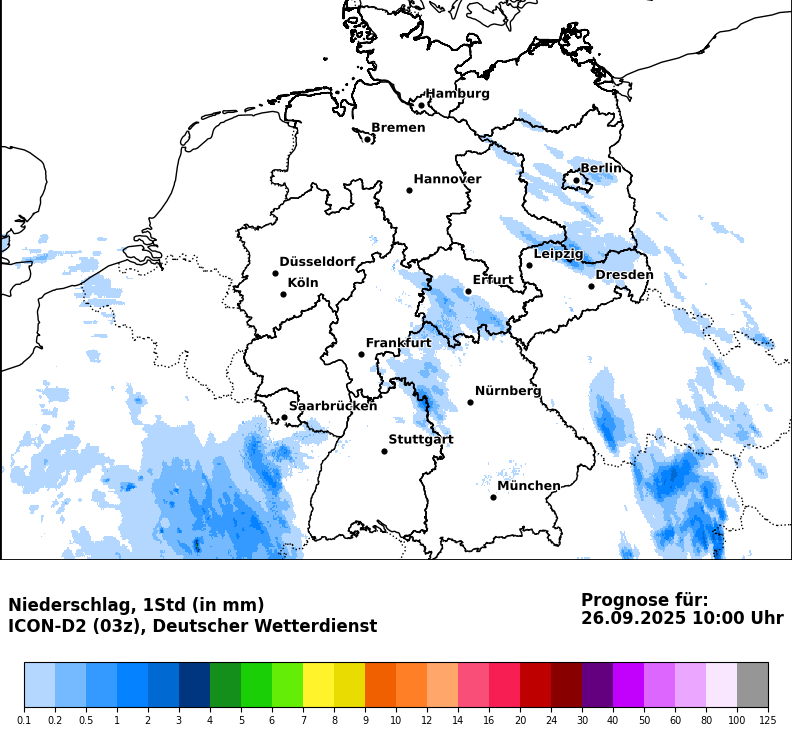 Hamburg
Bremen
Berlin
Hannover
Leipzig
Düsseldorf
Dresden
Erfurt
Köln
Frankfurt
Nürnberg
Saarbrücken
Stuttgart
München
Niederschlag, 1Std (in mm)
ICON-D2 (03z), Deutscher Wetterdienst
Prognose für:
26.09.2025 10:00 Uhr
0.1 0.2 0.5 1 2 3 4 5 6 7 8 9 10 12 14 16 20 24 30 40 50 60 80 100 125